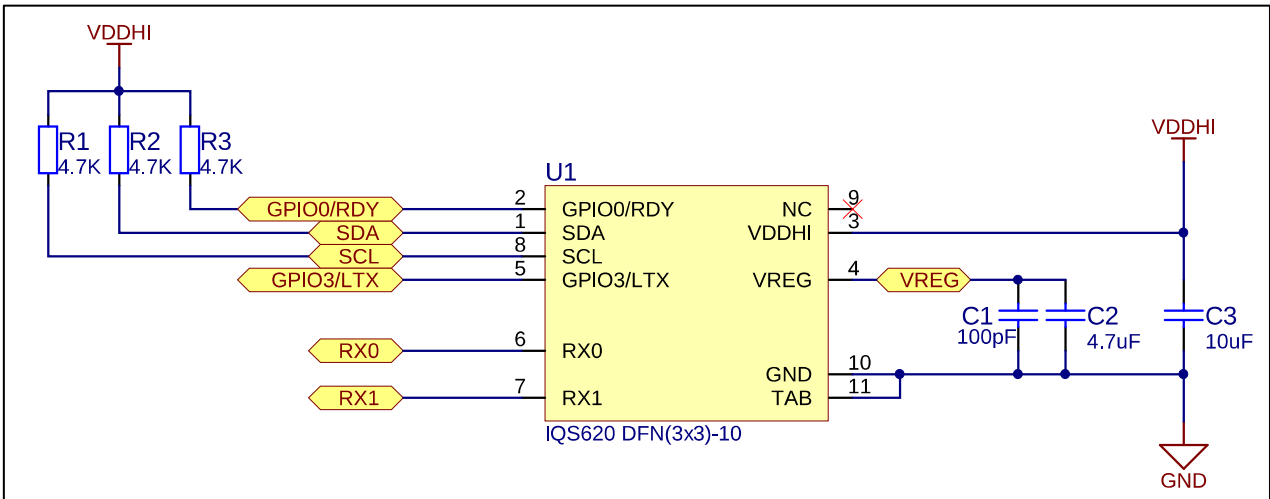 VDDHI
R1
4.7K
R2
4.7K
R3
4.7K
GPIO0/RDY
SDA
SCL
GPIO3/LTX
RX0
RX1
2
1
8
5
6
7
U1
GPIO0/RDY
SDA
SCL
GPIO3/LTX
RX0
RX1
NC
VDDHI
VREG
GND
TAB
IQS620 DFN(3x3)-10
9
3
4
10
11
VREG
C1
100pF
C2
4.7uF
VDDHI
C3
10uF
GND